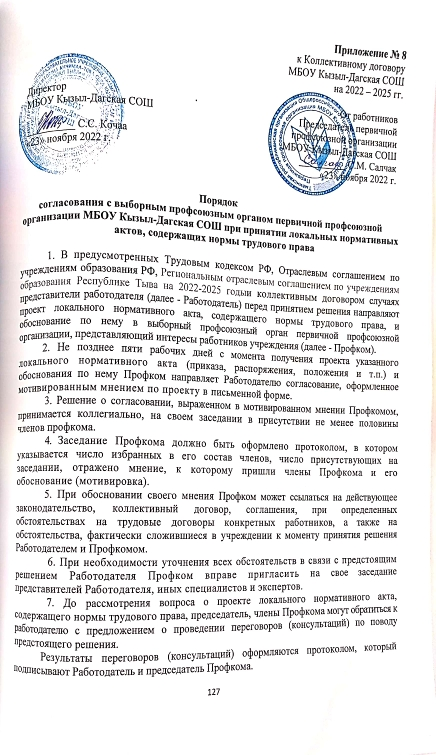 Приложение № 8
к Коллективному договору
МБОУ Кызыл-Дагская СОШ
на 2022 – 2025 гг.
Директор
МБОУ Кызыл-Дагская СОШ
С.С. Кочаа
«23» ноября 2022 г.
От работников
Председатель первичной
профсоюзной организации
МБОУ Кызыл-Дагская СОШ
М. Салчак
«23» ноября 2022 г.
Порядок
согласования с выборным профсоюзным органом первичной профсоюзной
организации МБОУ Кызыл-Дагская СОШ при принятии локальных нормативных
актов, содержащих нормы трудового права
1. В предусмотренных Трудовым кодексом РФ, Отраслевым соглашением по
учреждениям образования РФ, Региональным отраслевым соглашением по учреждениям
образования Республике Тыва на 2022-2025 годы и коллективным договором случаях
представители работодателя (далее - Работодатель) перед принятием решения направляют
проект локального нормативного акта, содержащего нормы трудового права, и
обоснование по нему в выборный профсоюзный орган первичной профсоюзной
организации, представляющий интересы работников учреждения (далее - Профком).
2. Не позднее пяти рабочих дней с момента получения проекта указанного
локального нормативного акта (приказа, распоряжения, положения и т.п.) и
обоснования по нему Профком направляет Работодателю согласование, оформленное
мотивированным мнением по проекту в письменной форме.
3. Решение о согласовании, выраженном в мотивированном мнении Профкомом,
принимается коллегиально, на своем заседании в присутствии не менее половины
членов профкома.
4. Заседание Профкома должно быть оформлено протоколом, в котором
указывается число избранных в его состав членов, число присутствующих на
заседании, отражено мнение, к которому пришли члены Профкома и его
обоснование (мотивировка).
5. При обосновании своего мнения Профком может ссылаться на действующее
законодательство, коллективный договор, соглашения, при определенных
обстоятельствах на трудовые договоры конкретных работников, а также на
обстоятельства, фактически сложившиеся в учреждении к моменту принятия решения
Работодателем и Профкомом.
6. При необходимости уточнения всех обстоятельств в связи с предстоящим
решением Работодателя Профком вправе пригласить на свое заседание
представителей Работодателя, иных специалистов и экспертов.
7. До рассмотрения вопроса о проекте локального нормативного акта,
содержащего нормы трудового права, председатель, члены Профкома могут обратиться к
работодателю с предложением о проведении переговоров (консультаций) по поводу
предстоящего решения.
Результаты переговоров (консультаций) оформляются протоколом, который
подписывают Работодатель и председатель Профкома.
127